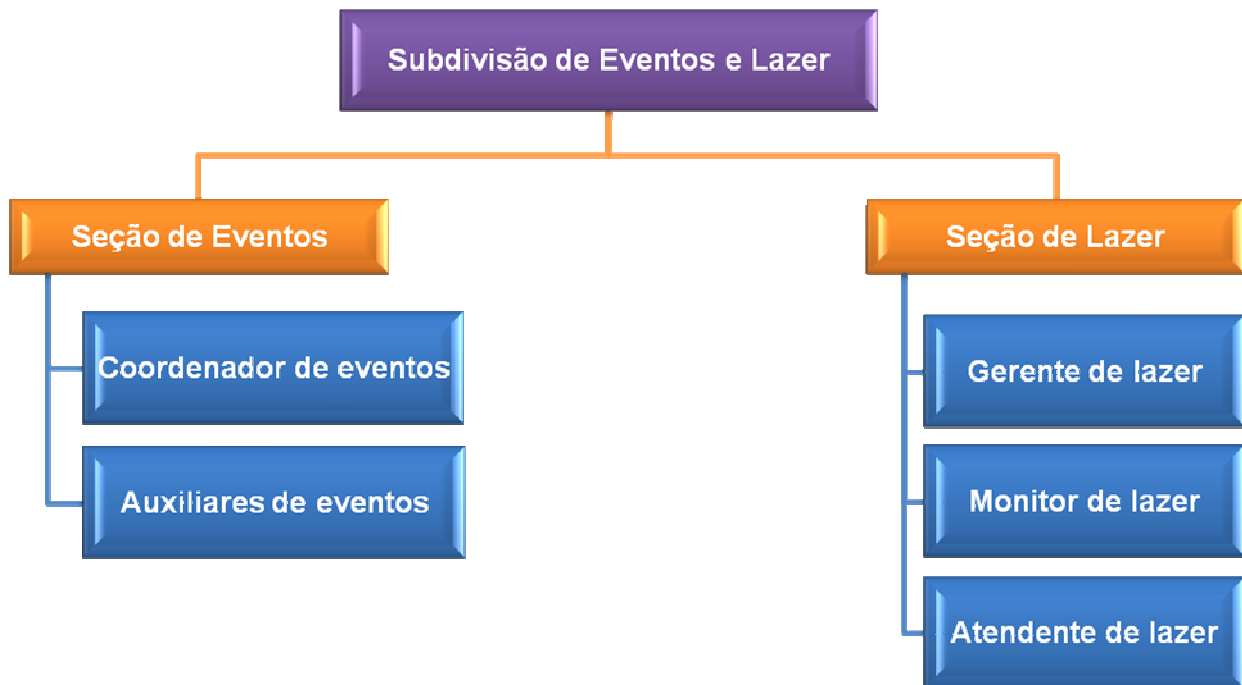 Subdivisão de Eventos e Lazer
Seção de Eventos
Coordenador de eventos
Auxiliares de eventos
Seção de Lazer
Gerente de lazer
Monitor de lazer
Atendente de lazer